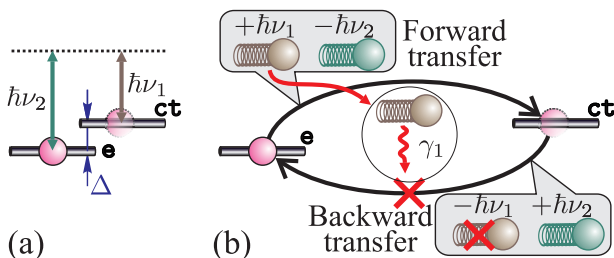 ℏν₂
ℏν₁
ct
e
Δ
(a)
+ℏν₁ −ℏν₂
Forward
transfer
e
γ₁
ct
Backward
transfer
−ℏν₁ +ℏν₂
(b)